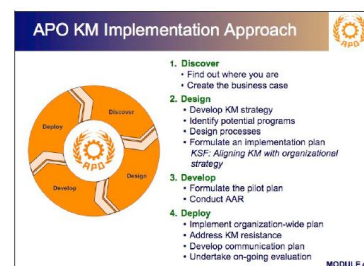 APO KM Implementation Approach
APO
1. Discover
• Find out where you are
• Create the business case
2. Design
• Develop KM strategy
• Identify potential programs
• Design processes
• Formulate an implementation plan
KSF: Aligning KM with organizational
strategy
3. Develop
• Formulate the pilot plan
• Conduct AAR
4. Deploy
• Implement organization-wide plan
• Address KM resistance
• Develop communication plan
• Undertake on-going evaluation
Discover
Design
Develop
Deploy
APO
MODULE